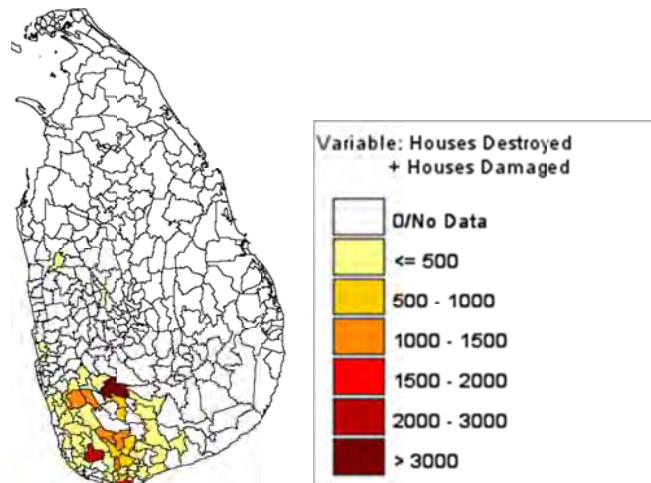 Variable: Houses Destroyed
+ Houses Damaged
0/No Data
<= 500
500 - 1000
1000 - 1500
1500 - 2000
2000 - 3000
> 3000